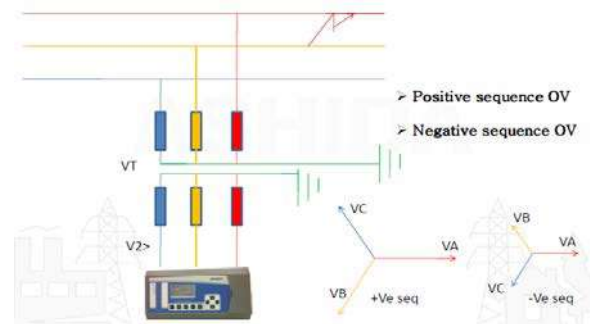 ➢ Positive sequence OV
➢ Negative sequence OV
VT
V2>
VC
VA
VB
+Ve seq
VB
VA
VC
-Ve seq